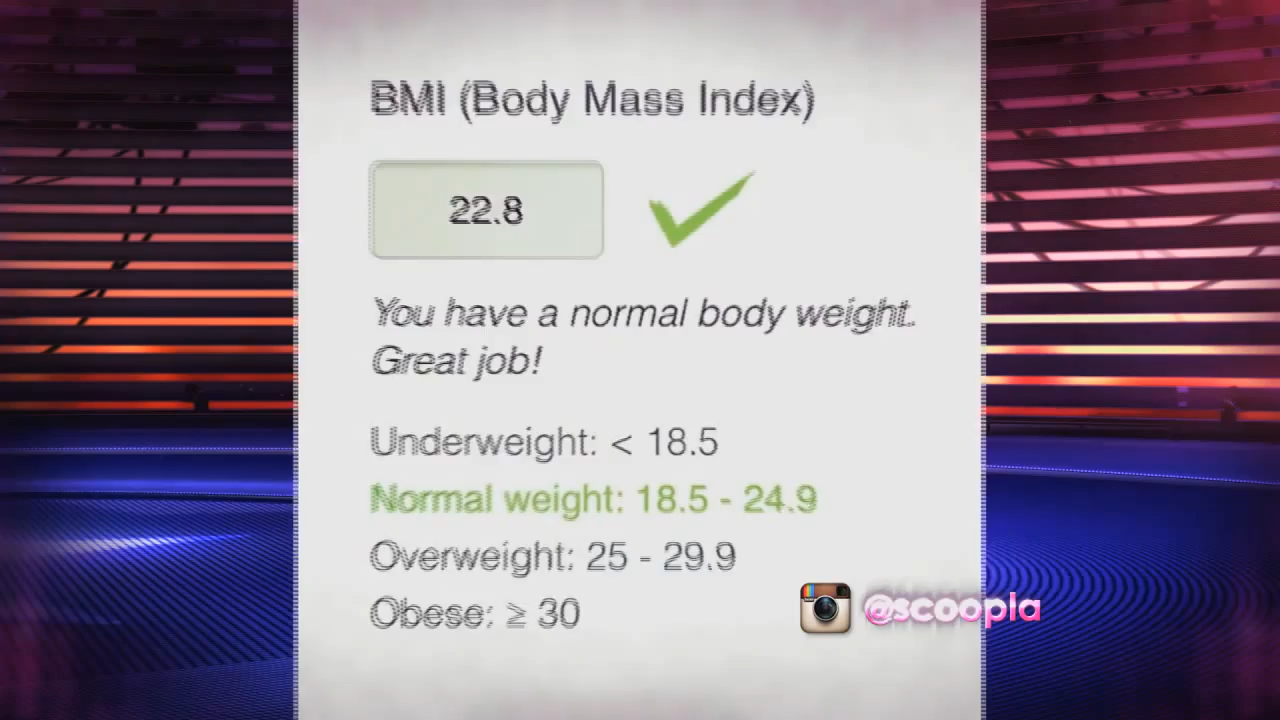 BMI (Body Mass Index)
22.8
You have a normal body weight.
Great job!
Underweight: < 18.5
Normal weight: 18.5 - 24.9
Overweight: 25 - 29.9
Obese: ≥ 30
@scoopla